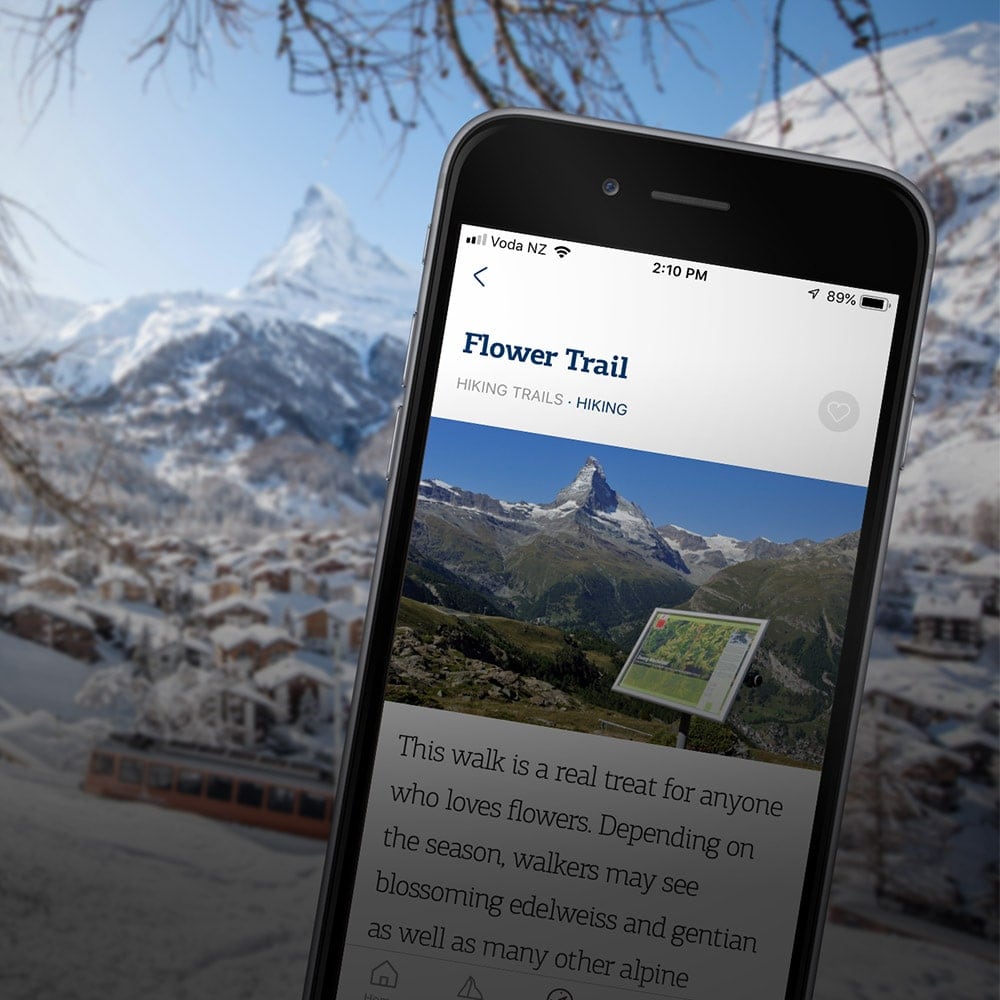 Voda NZ
2:10 PM
89%
Flower Trail
HIKING TRAILS · HIKING
This walk is a real treat for anyone
who loves flowers. Depending on
the season, walkers may see
blossoming edelweiss and gentian
as well as many other alpine